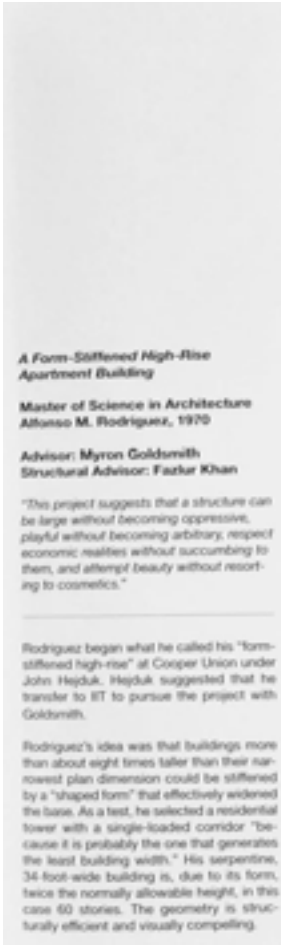 A Form-Stiffened High-Rise
Apartment Building
Master of Science in Architecture
Alfonso M. Rodriguez, 1970
Advisor: Myron Goldsmith
Structural Advisor: Fazlur Khan
"This project suggests that a structure can
be large without becoming oppressive,
playful without becoming arbitrary, respect
economic realities without succumbing to
them, and attempt beauty without resort-
ing to cosmetics."
Rodriguez began what he called his "form-
stiffened high-rise" at Cooper Union under
John Hejduk. Hejduk suggested that he
transfer to IIT to pursue the project with
Goldsmith.
Rodriguez's idea was that buildings more
than about eight times taller than their nar-
rowest plan dimension could be stiffened
by a "shaped form" that effectively widened
the base. As a test, he selected a residential
tower with a single-loaded corridor "be-
cause it is probably the one that generates
the least building width." His serpentine,
34-foot-wide building is, due to its form,
twice the normally allowable height, in this
case 60 stories. The geometry is struc-
turally efficient and visually compelling.